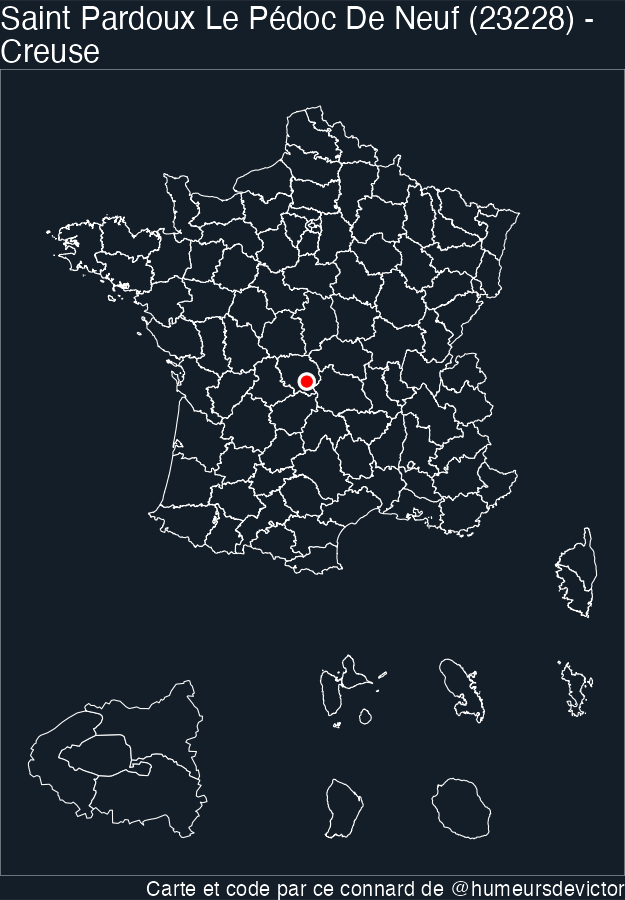 Saint Pardoux Le Pédoc De Neuf (23228) -
Creuse
Carte et code par ce connard de @humeursdevictor